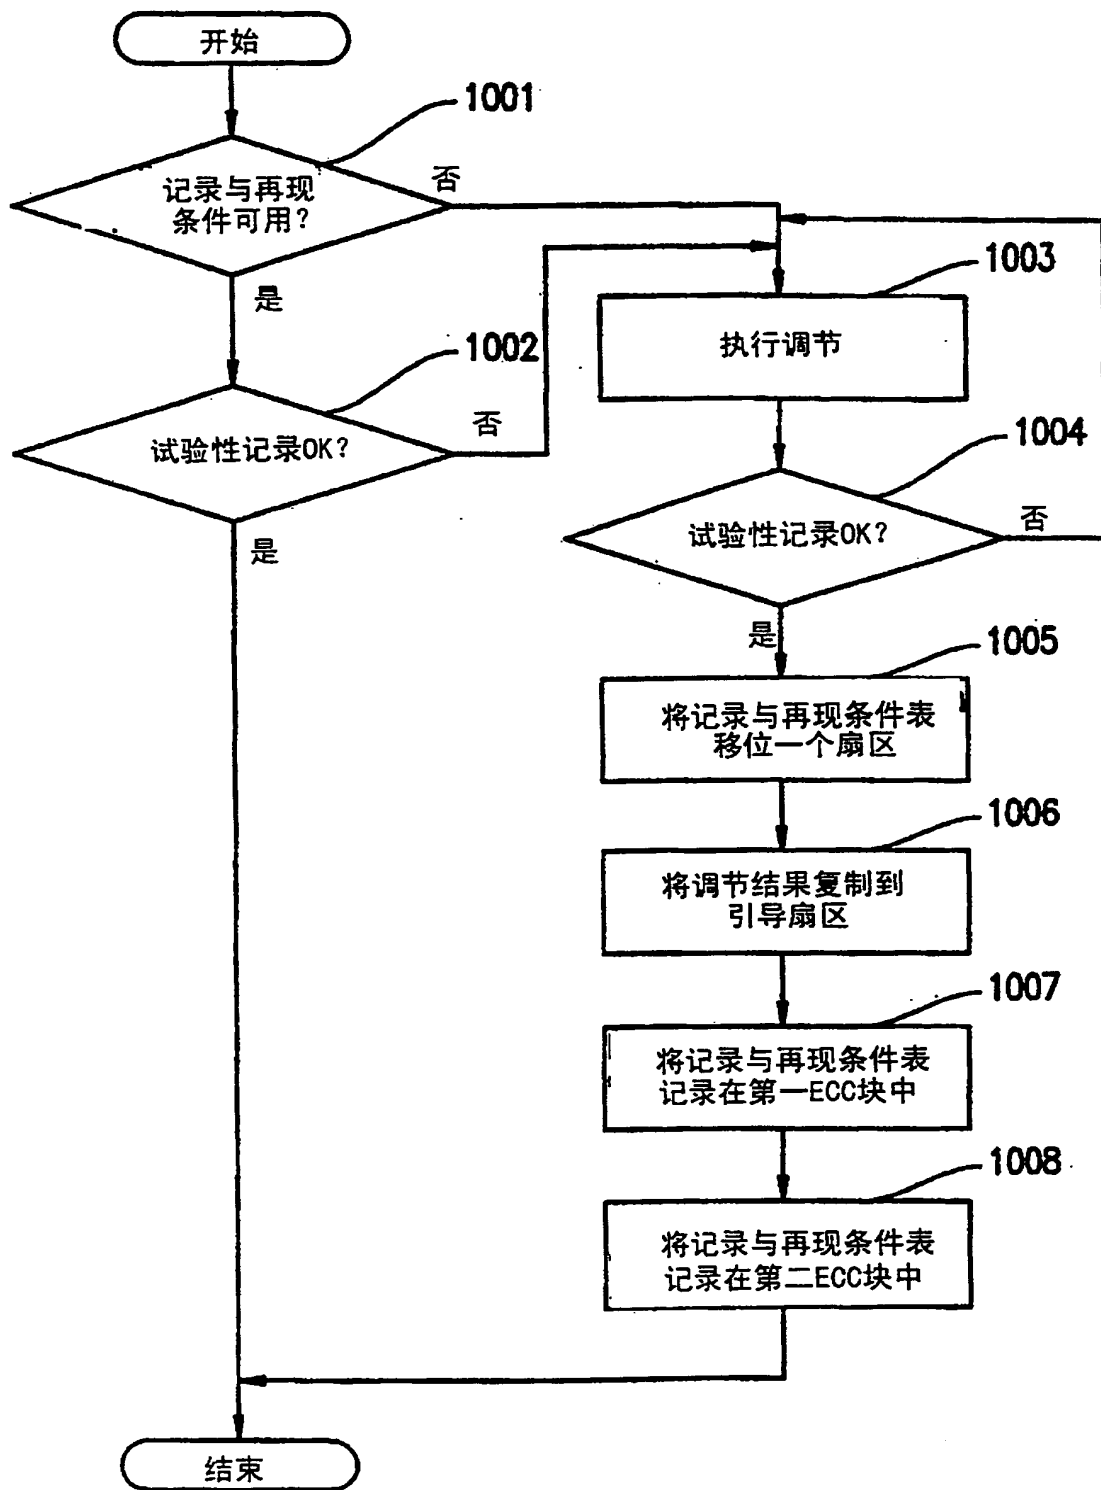 开始
1001
记录与再现
条件可用？
否
是
1002
试验性记录OK？
否
是
1003
执行调节
1004
试验性记录OK？
否
是
1005
将记录与再现条件表
移位一个扇区
1006
将调节结果复制到
引导扇区
1007
将记录与再现条件表
记录在第一ECC块中
1008
将记录与再现条件表
记录在第二ECC块中
结束